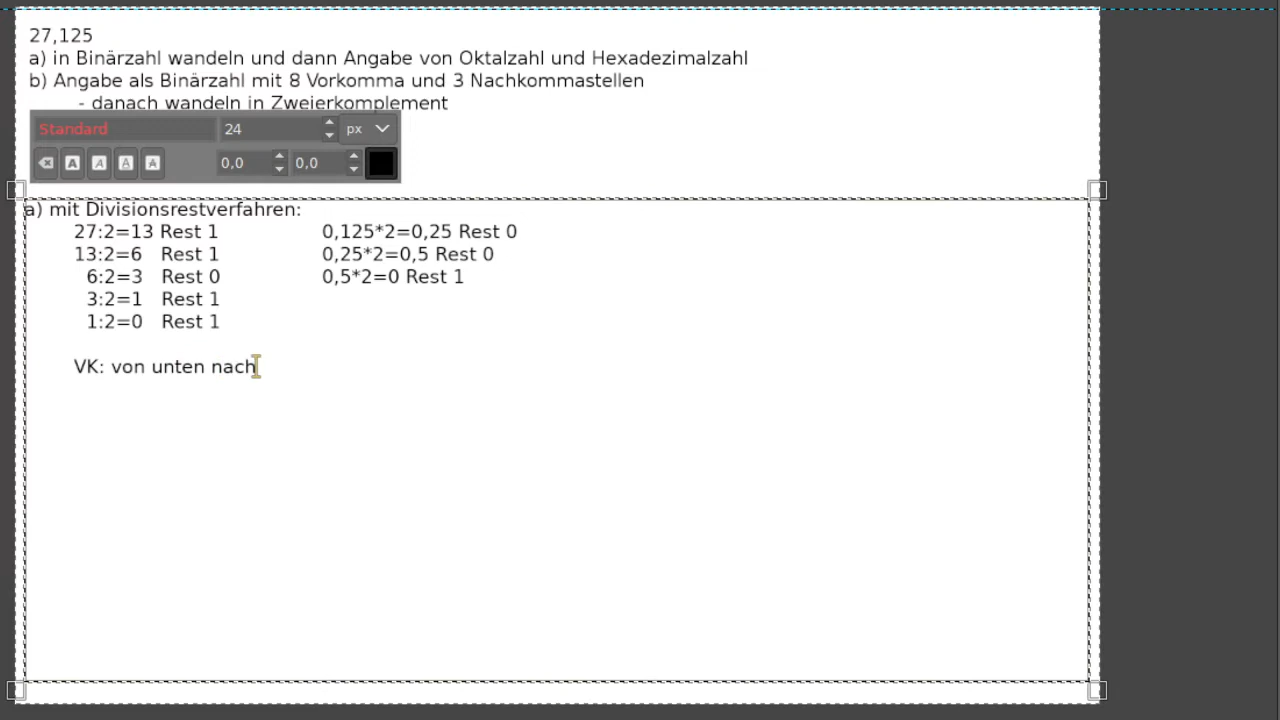 27,125
a) in Binärzahl wandeln und dann Angabe von Oktalzahl und Hexadezimalzahl
b) Angabe als Binärzahl mit 8 Vorkomma und 3 Nachkommastellen
- danach wandeln in Zweierkomplement
Standard 24 px
0,0 0,0
a) mit Divisionsrestverfahren:
27:2=13 Rest 1 0,125*2=0,25 Rest 0
13:2=6 Rest 1 0,25*2=0,5 Rest 0
6:2=3 Rest 0 0,5*2=0 Rest 1
3:2=1 Rest 1
1:2=0 Rest 1
VK: von unten nach